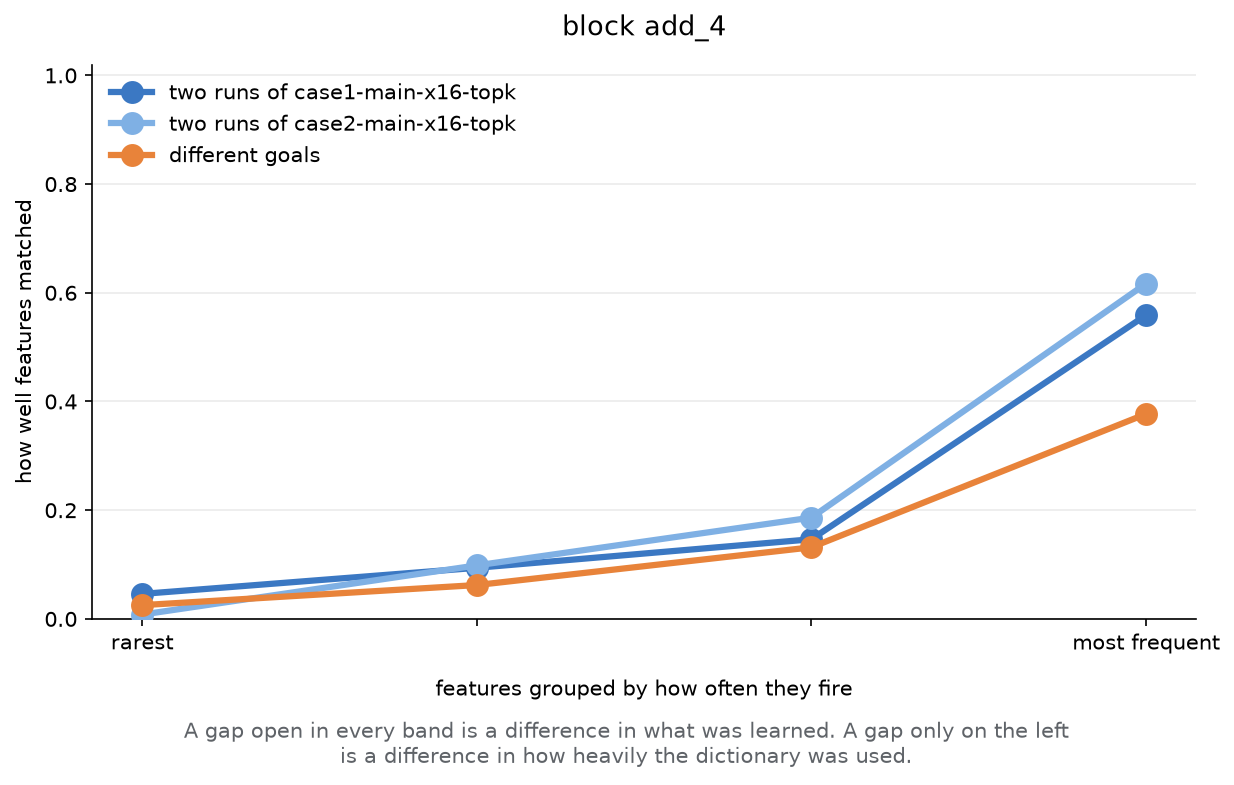 block add_4
two runs of case1-main-x16-topk
two runs of case2-main-x16-topk
different goals
how well features matched
1.0
0.8
0.6
0.4
0.2
0.0
rarest
most frequent
features grouped by how often they fire
A gap open in every band is a difference in what was learned. A gap only on the left
is a difference in how heavily the dictionary was used.